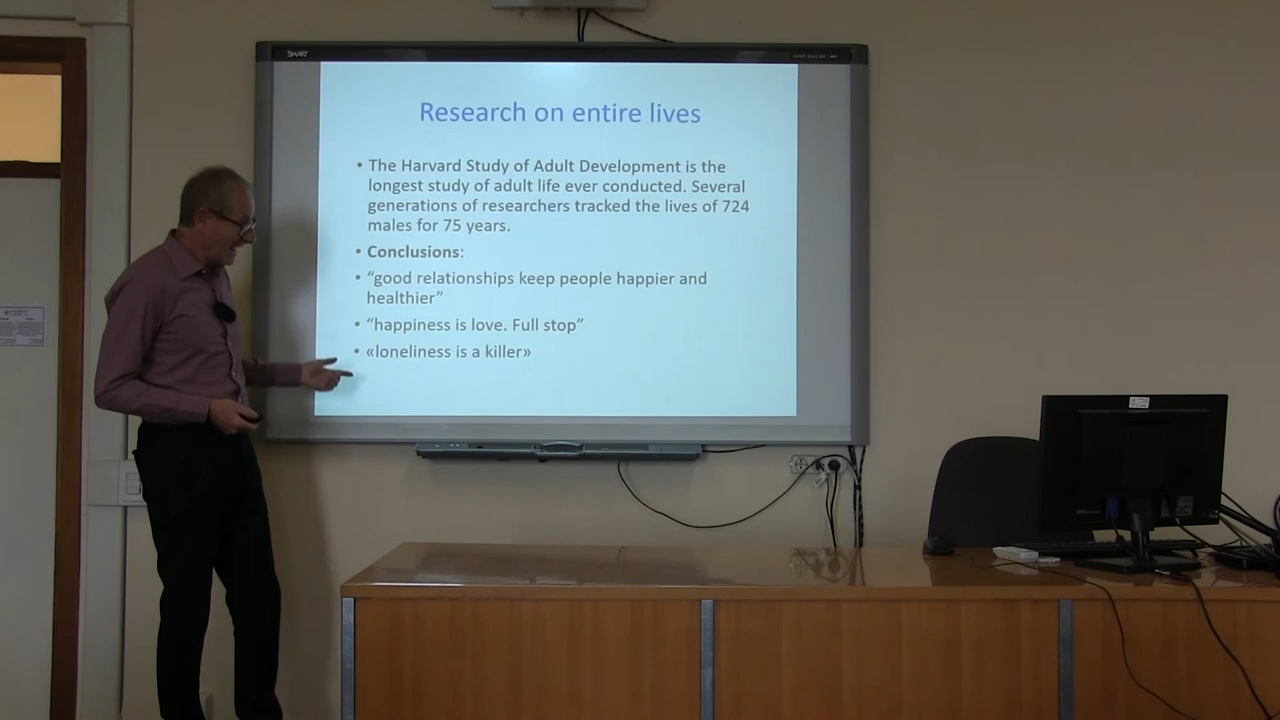 SMART
Research on entire lives
• The Harvard Study of Adult Development is the
longest study of adult life ever conducted. Several
generations of researchers tracked the lives of 724
males for 75 years.
• Conclusions:
• “good relationships keep people happier and
healthier”
• “happiness is love. Full stop”
• «loneliness is a killer»